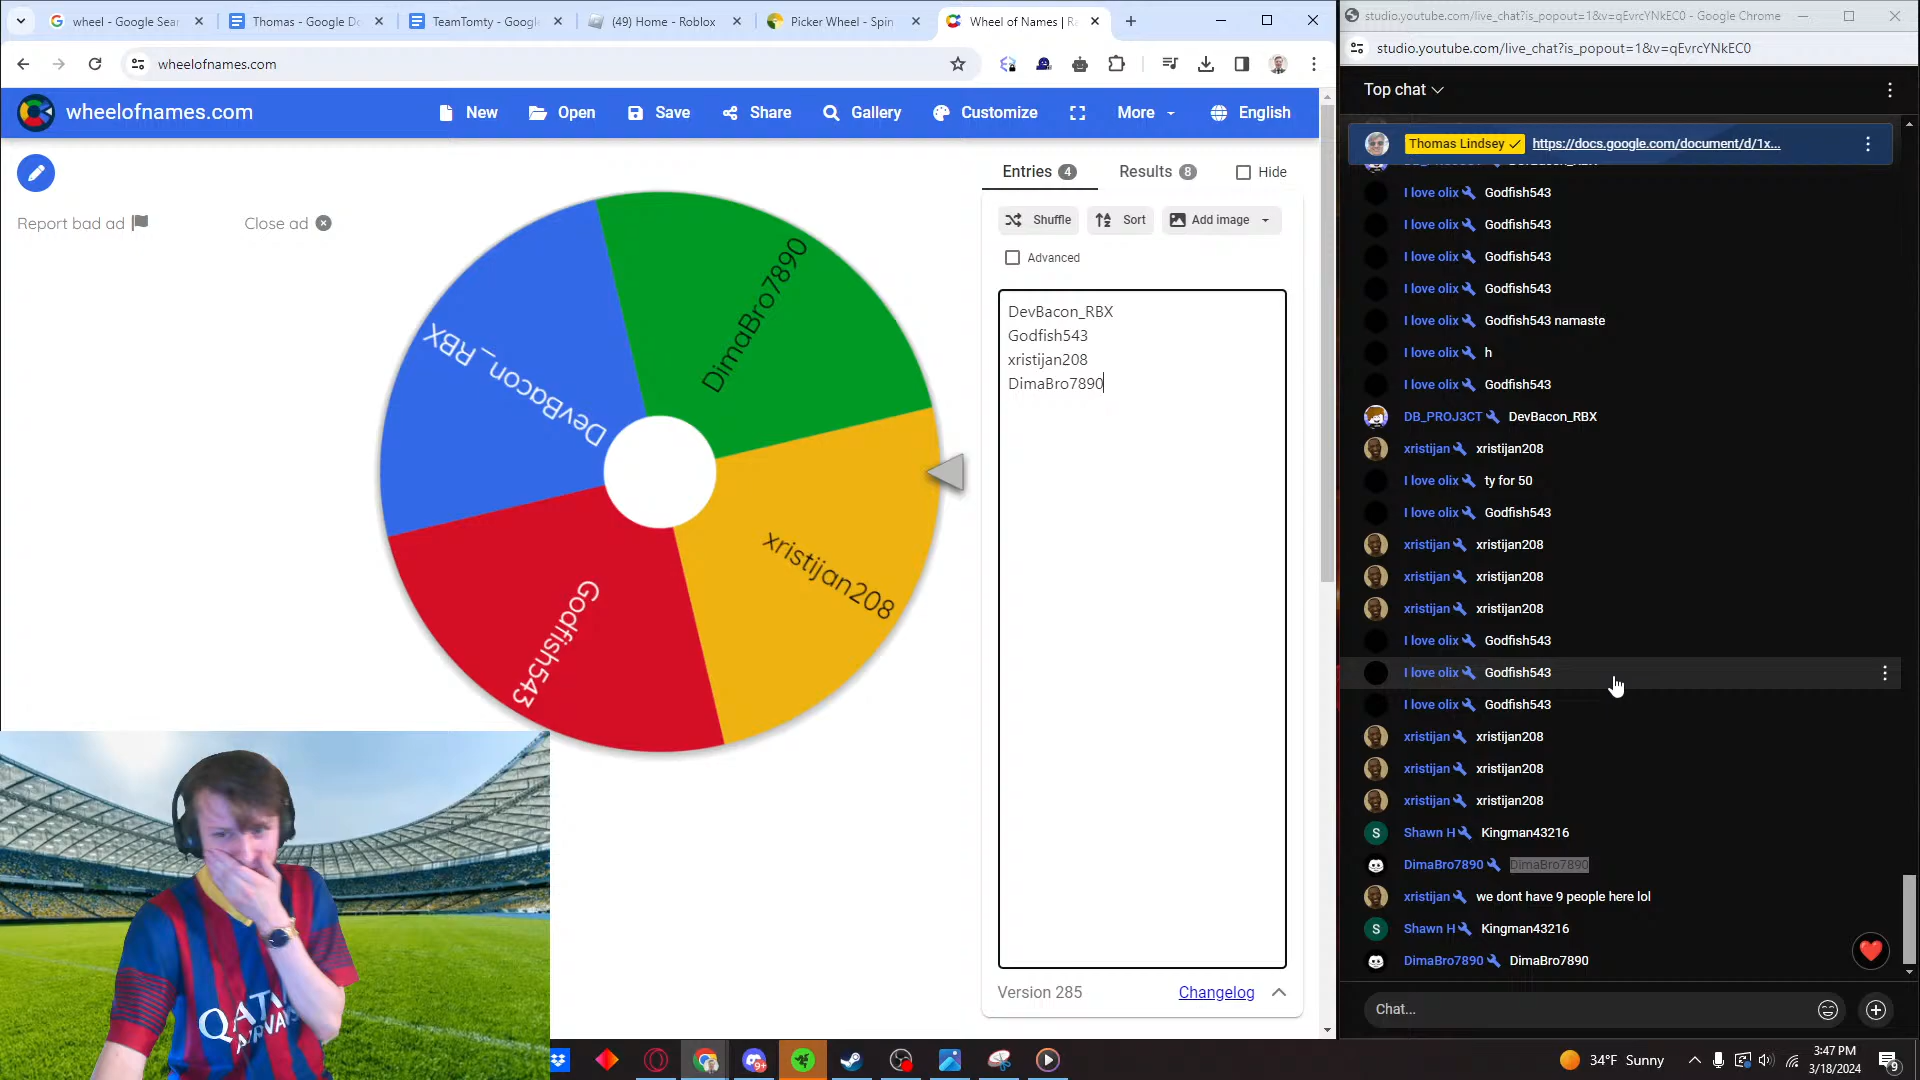 wheel - Google Sear
Thomas - Google Do
TeamTomty - Google
(49) Home - Roblox
Picker Wheel - Spin
Wheel of Names | Ra
studio.youtube.com/live_chat?is_popout=1&v=qEvrcYNkEC0 - Google Chrome
wheelofnames.com
studio.youtube.com/live_chat?is_popout=1&v=qEvrcYNkEC0
wheelofnames.com
New
Open
Save
Share
Gallery
Customize
More
English
Report bad ad
Close ad
DimaBro7890
DevBacon_RBX
xristijan208
Godfish543
Entries 4
Results 8
Hide
Shuffle
Sort
Add image
Advanced
DevBacon_RBX
Godfish543
xristijan208
DimaBro7890
Version 285
Changelog
QATAR
AIRWAYS
Top chat
Thomas Lindsey https://docs.google.com/document/d/1x...
I love olix Godfish543
I love olix Godfish543
I love olix Godfish543
I love olix Godfish543
I love olix Godfish543 namaste
I love olix h
I love olix Godfish543
DB_PROJ3CT DevBacon_RBX
xristijan xristijan208
I love olix ty for 50
I love olix Godfish543
xristijan xristijan208
xristijan xristijan208
xristijan xristijan208
I love olix Godfish543
I love olix Godfish543
I love olix Godfish543
xristijan xristijan208
xristijan xristijan208
xristijan xristijan208
S Shawn H Kingman43216
DimaBro7890 DimaBro7890
xristijan we dont have 9 people here lol
S Shawn H Kingman43216
DimaBro7890 DimaBro7890
Chat...
9+
34°F Sunny
3:47 PM
3/18/2024
9